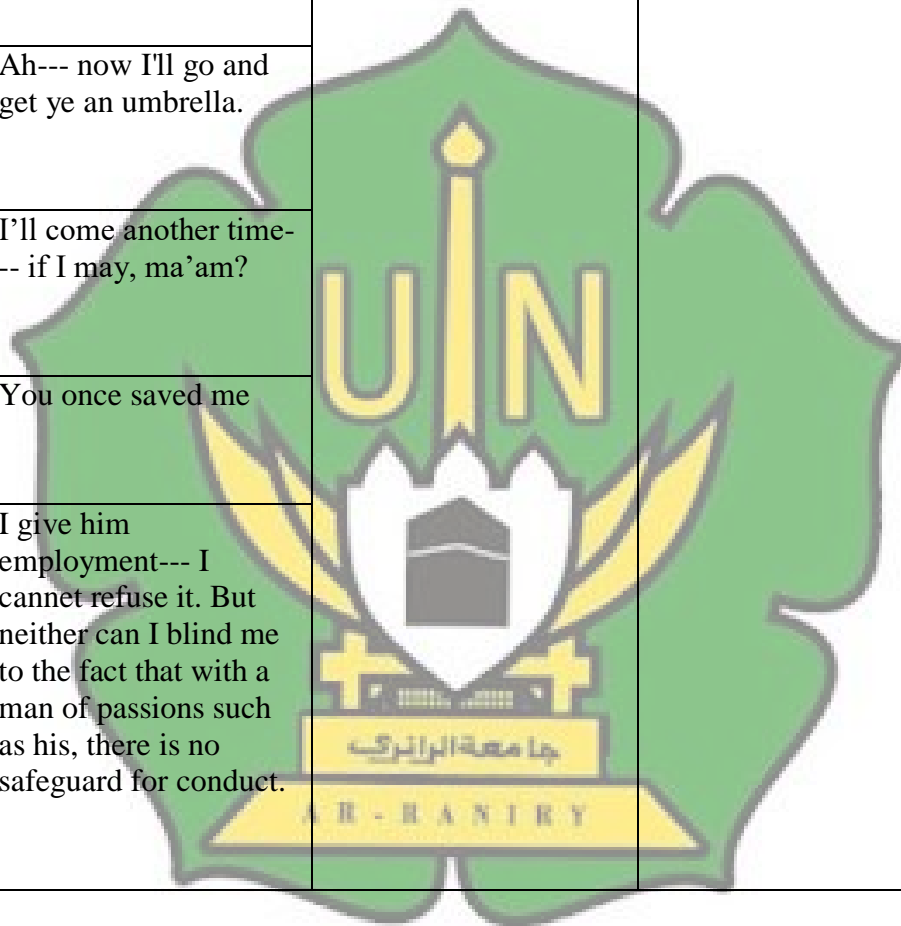 Ah--- now I'll go and
get ye an umbrella.
I’ll come another time-
-- if I may, ma’am?
You once saved me
I give him
employment--- I
cannet refuse it. But
neither can I blind me
to the fact that with a
man of passions such
as his, there is no
safeguard for conduct.
U N
جامعة الرانري
AR-RANIRY